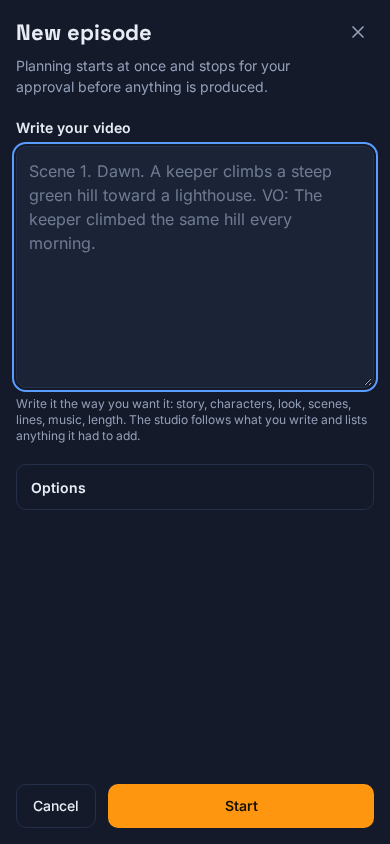 New episode
Planning starts at once and stops for your
approval before anything is produced.
Write your video
Scene 1. Dawn. A keeper climbs a steep
green hill toward a lighthouse. VO: The
keeper climbed the same hill every
morning.
Write it the way you want it: story, characters, look, scenes,
lines, music, length. The studio follows what you write and lists
anything it had to add.
Options
Cancel
Start